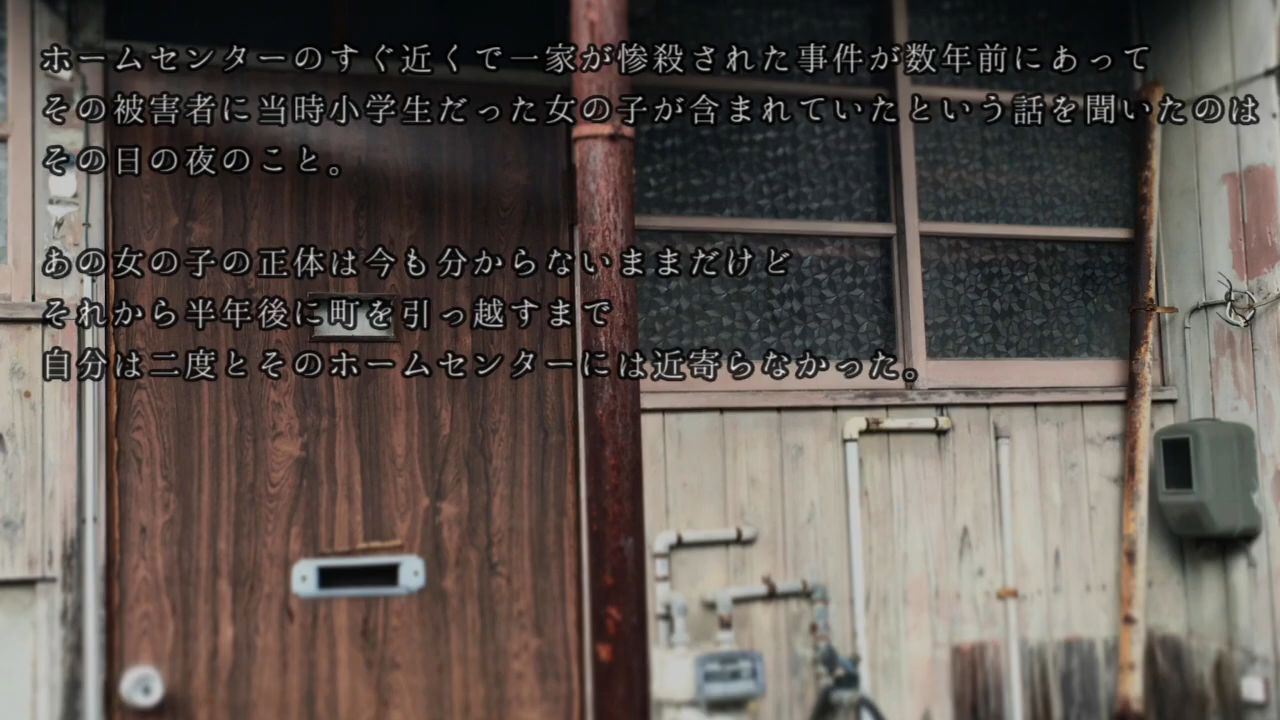 ホームセンターのすぐ近くで一家が惨殺された事件が数年前にあって
その被害者に当時小学生だった女の子が含まれていたという話を聞いたのは
その日の夜のこと。
あの女の子の正体は今も分からないままだけど
それから半年後に町を引っ越すまで
自分は二度とそのホームセンターには近寄らなかった。